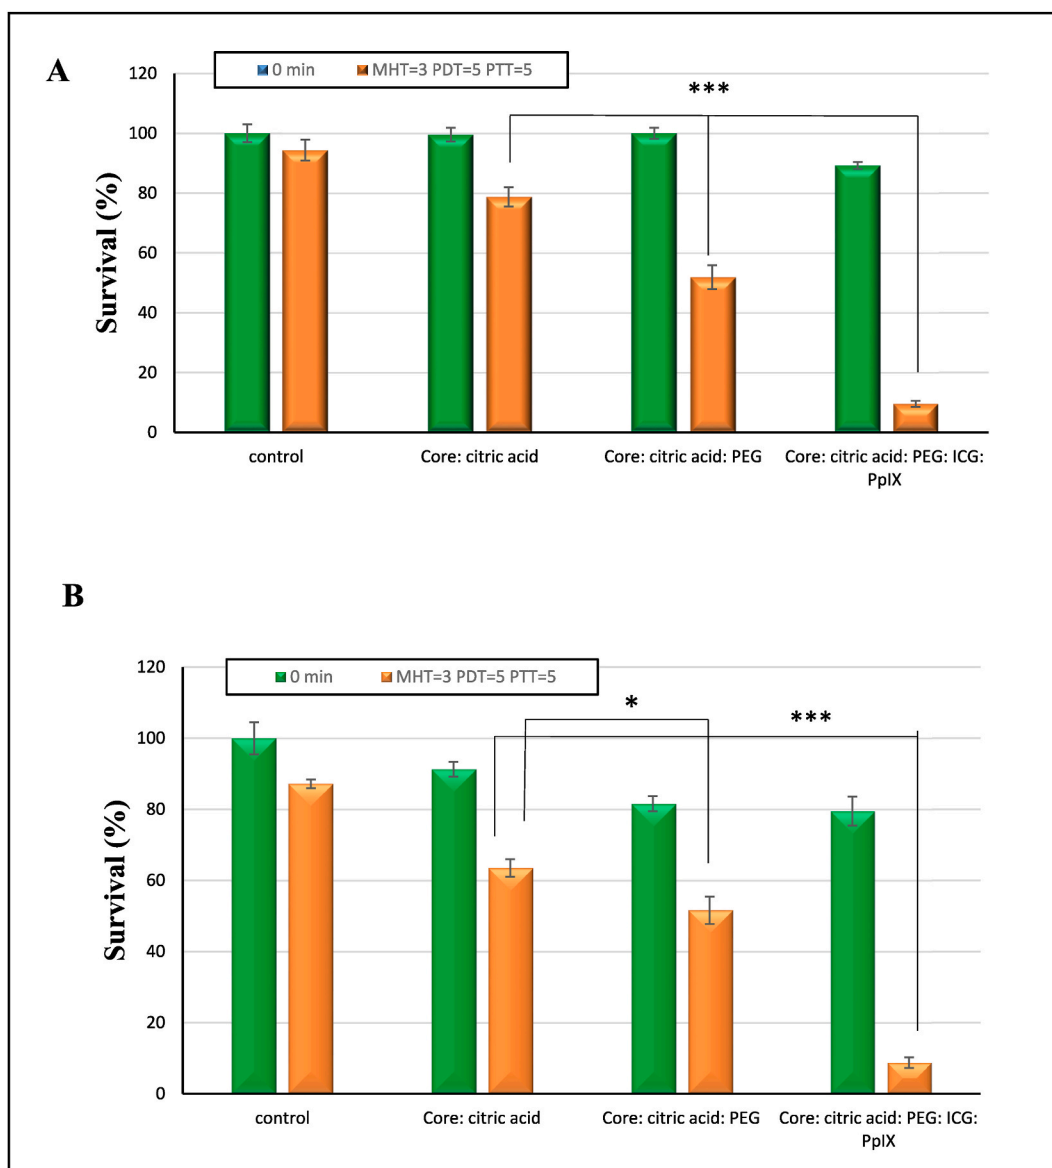 A
0 min MHT=3 PDT=5 PTT=5
***
Survival (%)
120
100
80
60
40
20
0
control
Core: citric acid
Core: citric acid: PEG
Core: citric acid: PEG: ICG:
PpIX
B
0 min MHT=3 PDT=5 PTT=5
*
***
Survival (%)
120
100
80
60
40
20
0
control
Core: citric acid
Core: citric acid: PEG
Core: citric acid: PEG: ICG:
PpIX